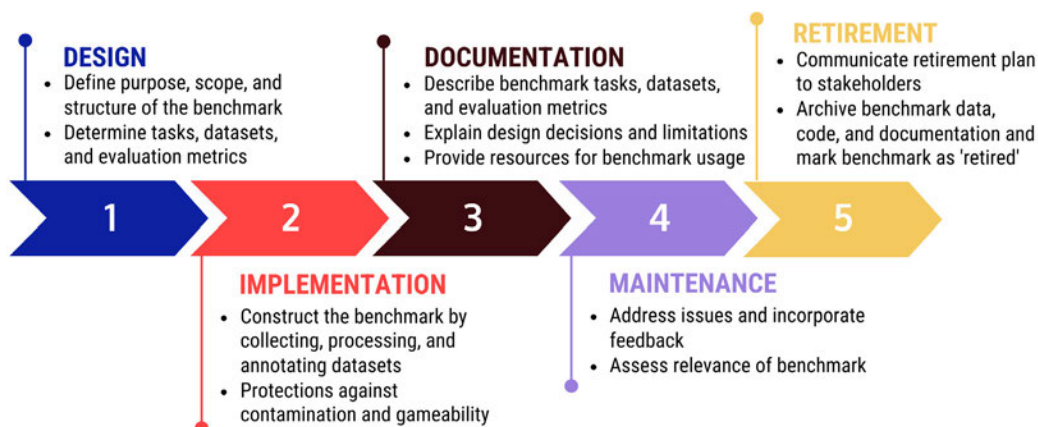 DESIGN
• Define purpose, scope, and
structure of the benchmark
• Determine tasks, datasets,
and evaluation metrics
DOCUMENTATION
• Describe benchmark tasks, datasets,
and evaluation metrics
• Explain design decisions and limitations
• Provide resources for benchmark usage
RETIREMENT
• Communicate retirement plan
to stakeholders
• Archive benchmark data,
code, and documentation and
mark benchmark as 'retired'
1
2
3
4
5
IMPLEMENTATION
• Construct the benchmark by
collecting, processing, and
annotating datasets
• Protections against
contamination and gameability
MAINTENANCE
• Address issues and incorporate
feedback
• Assess relevance of benchmark